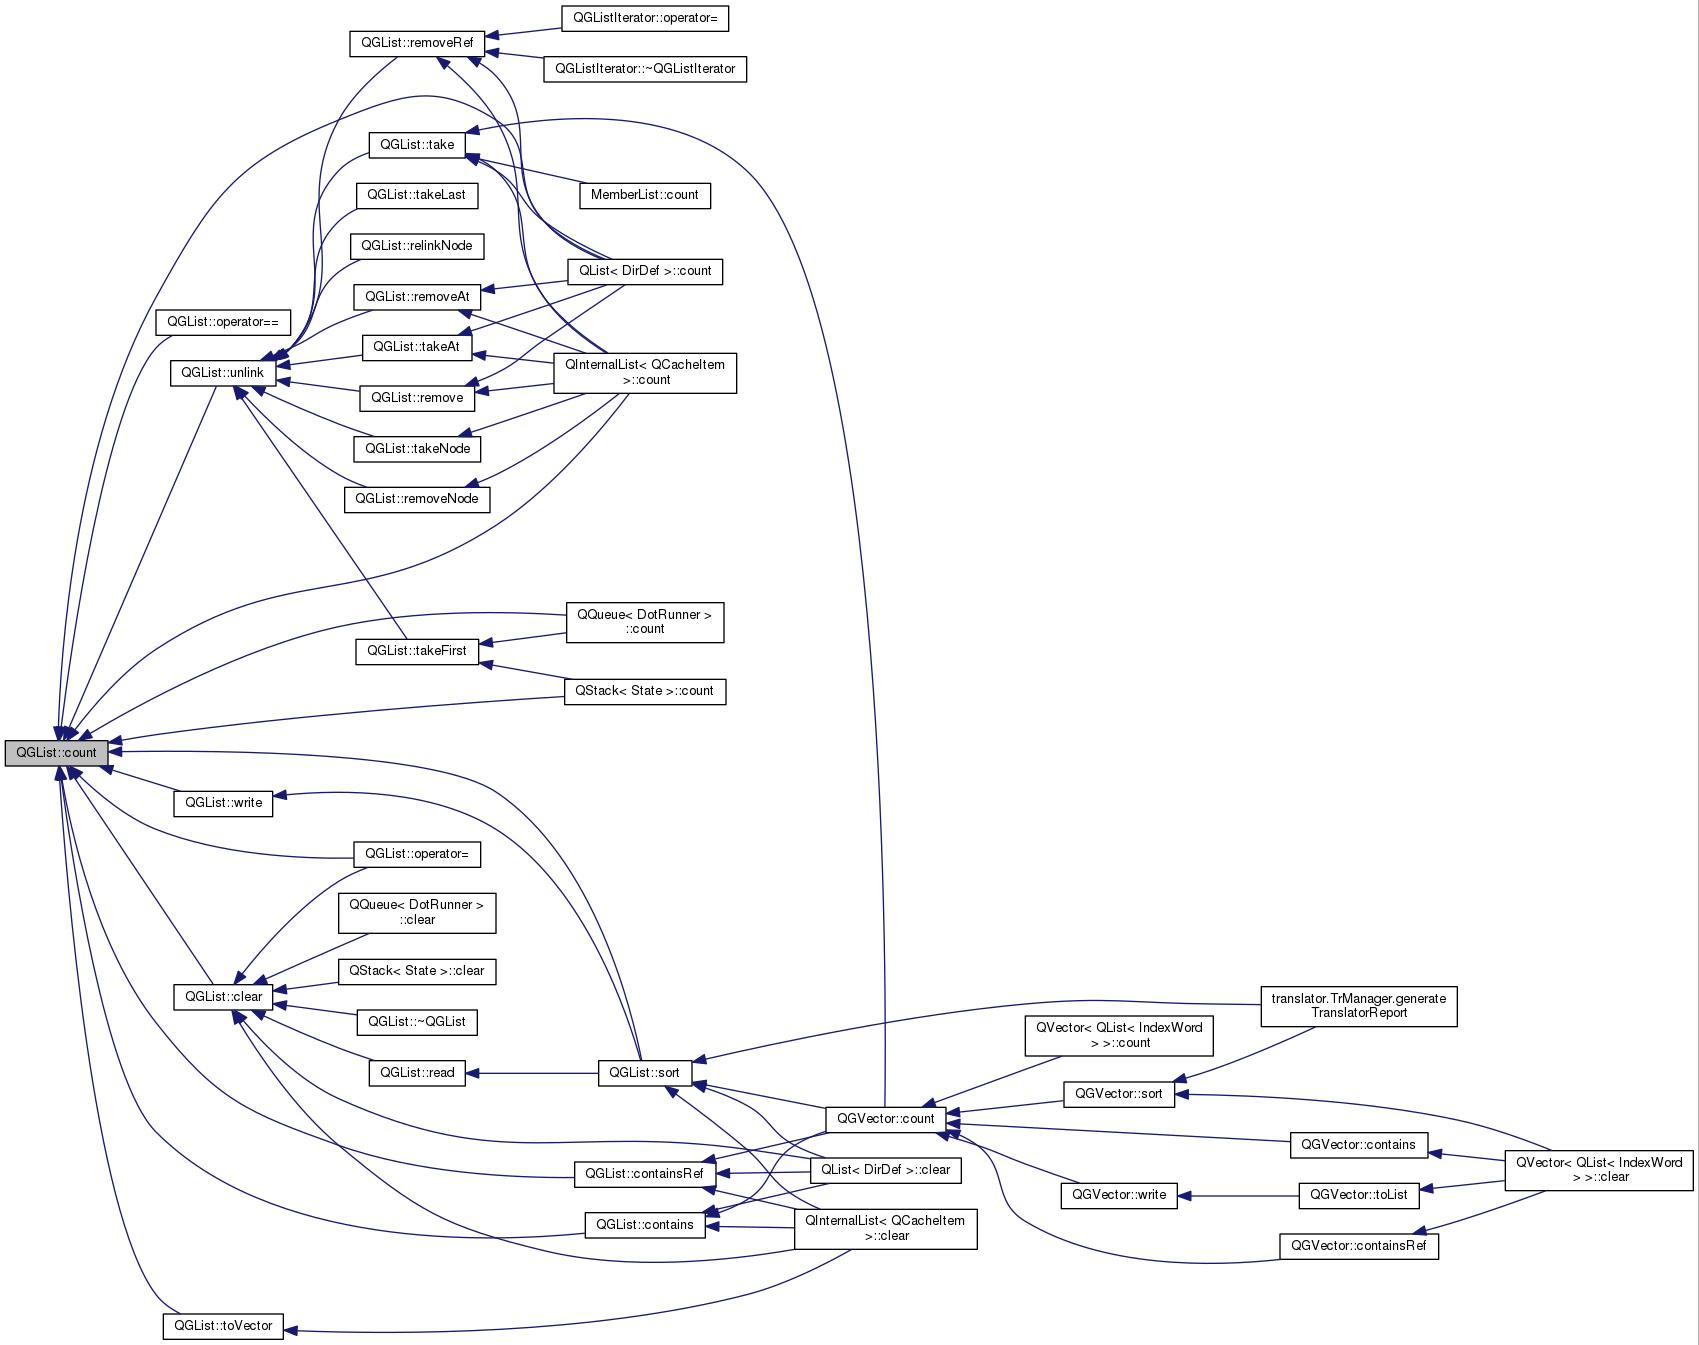 QGListIterator::operator=
QGList::removeRef
QGListIterator::~QGListIterator
QGList::take
MemberList::count
QGList::takeLast
QGList::relinkNode
QList< DirDef >::count
QGList::removeAt
QGList::operator==
QGList::takeAt
QGList::unlink
QInternalList< QCacheItem
>::count
QGList::remove
QGList::takeNode
QGList::removeNode
QQueue< DotRunner >
::count
QGList::takeFirst
QStack< State >::count
QGList::count
QGList::write
QGList::operator=
QQueue< DotRunner >
::clear
QStack< State >::clear
QGList::clear
QGList::~QGList
translator.TrManager.generate
TranslatorReport
QVector< QList< IndexWord
> >::count
QGList::read
QGList::sort
QGVector::sort
QGVector::count
QGVector::contains
QGList::containsRef
QList< DirDef >::clear
QVector< QList< IndexWord
> >::clear
QGVector::write
QGVector::toList
QGList::contains
QInternalList< QCacheItem
>::clear
QGVector::containsRef
QGList::toVector